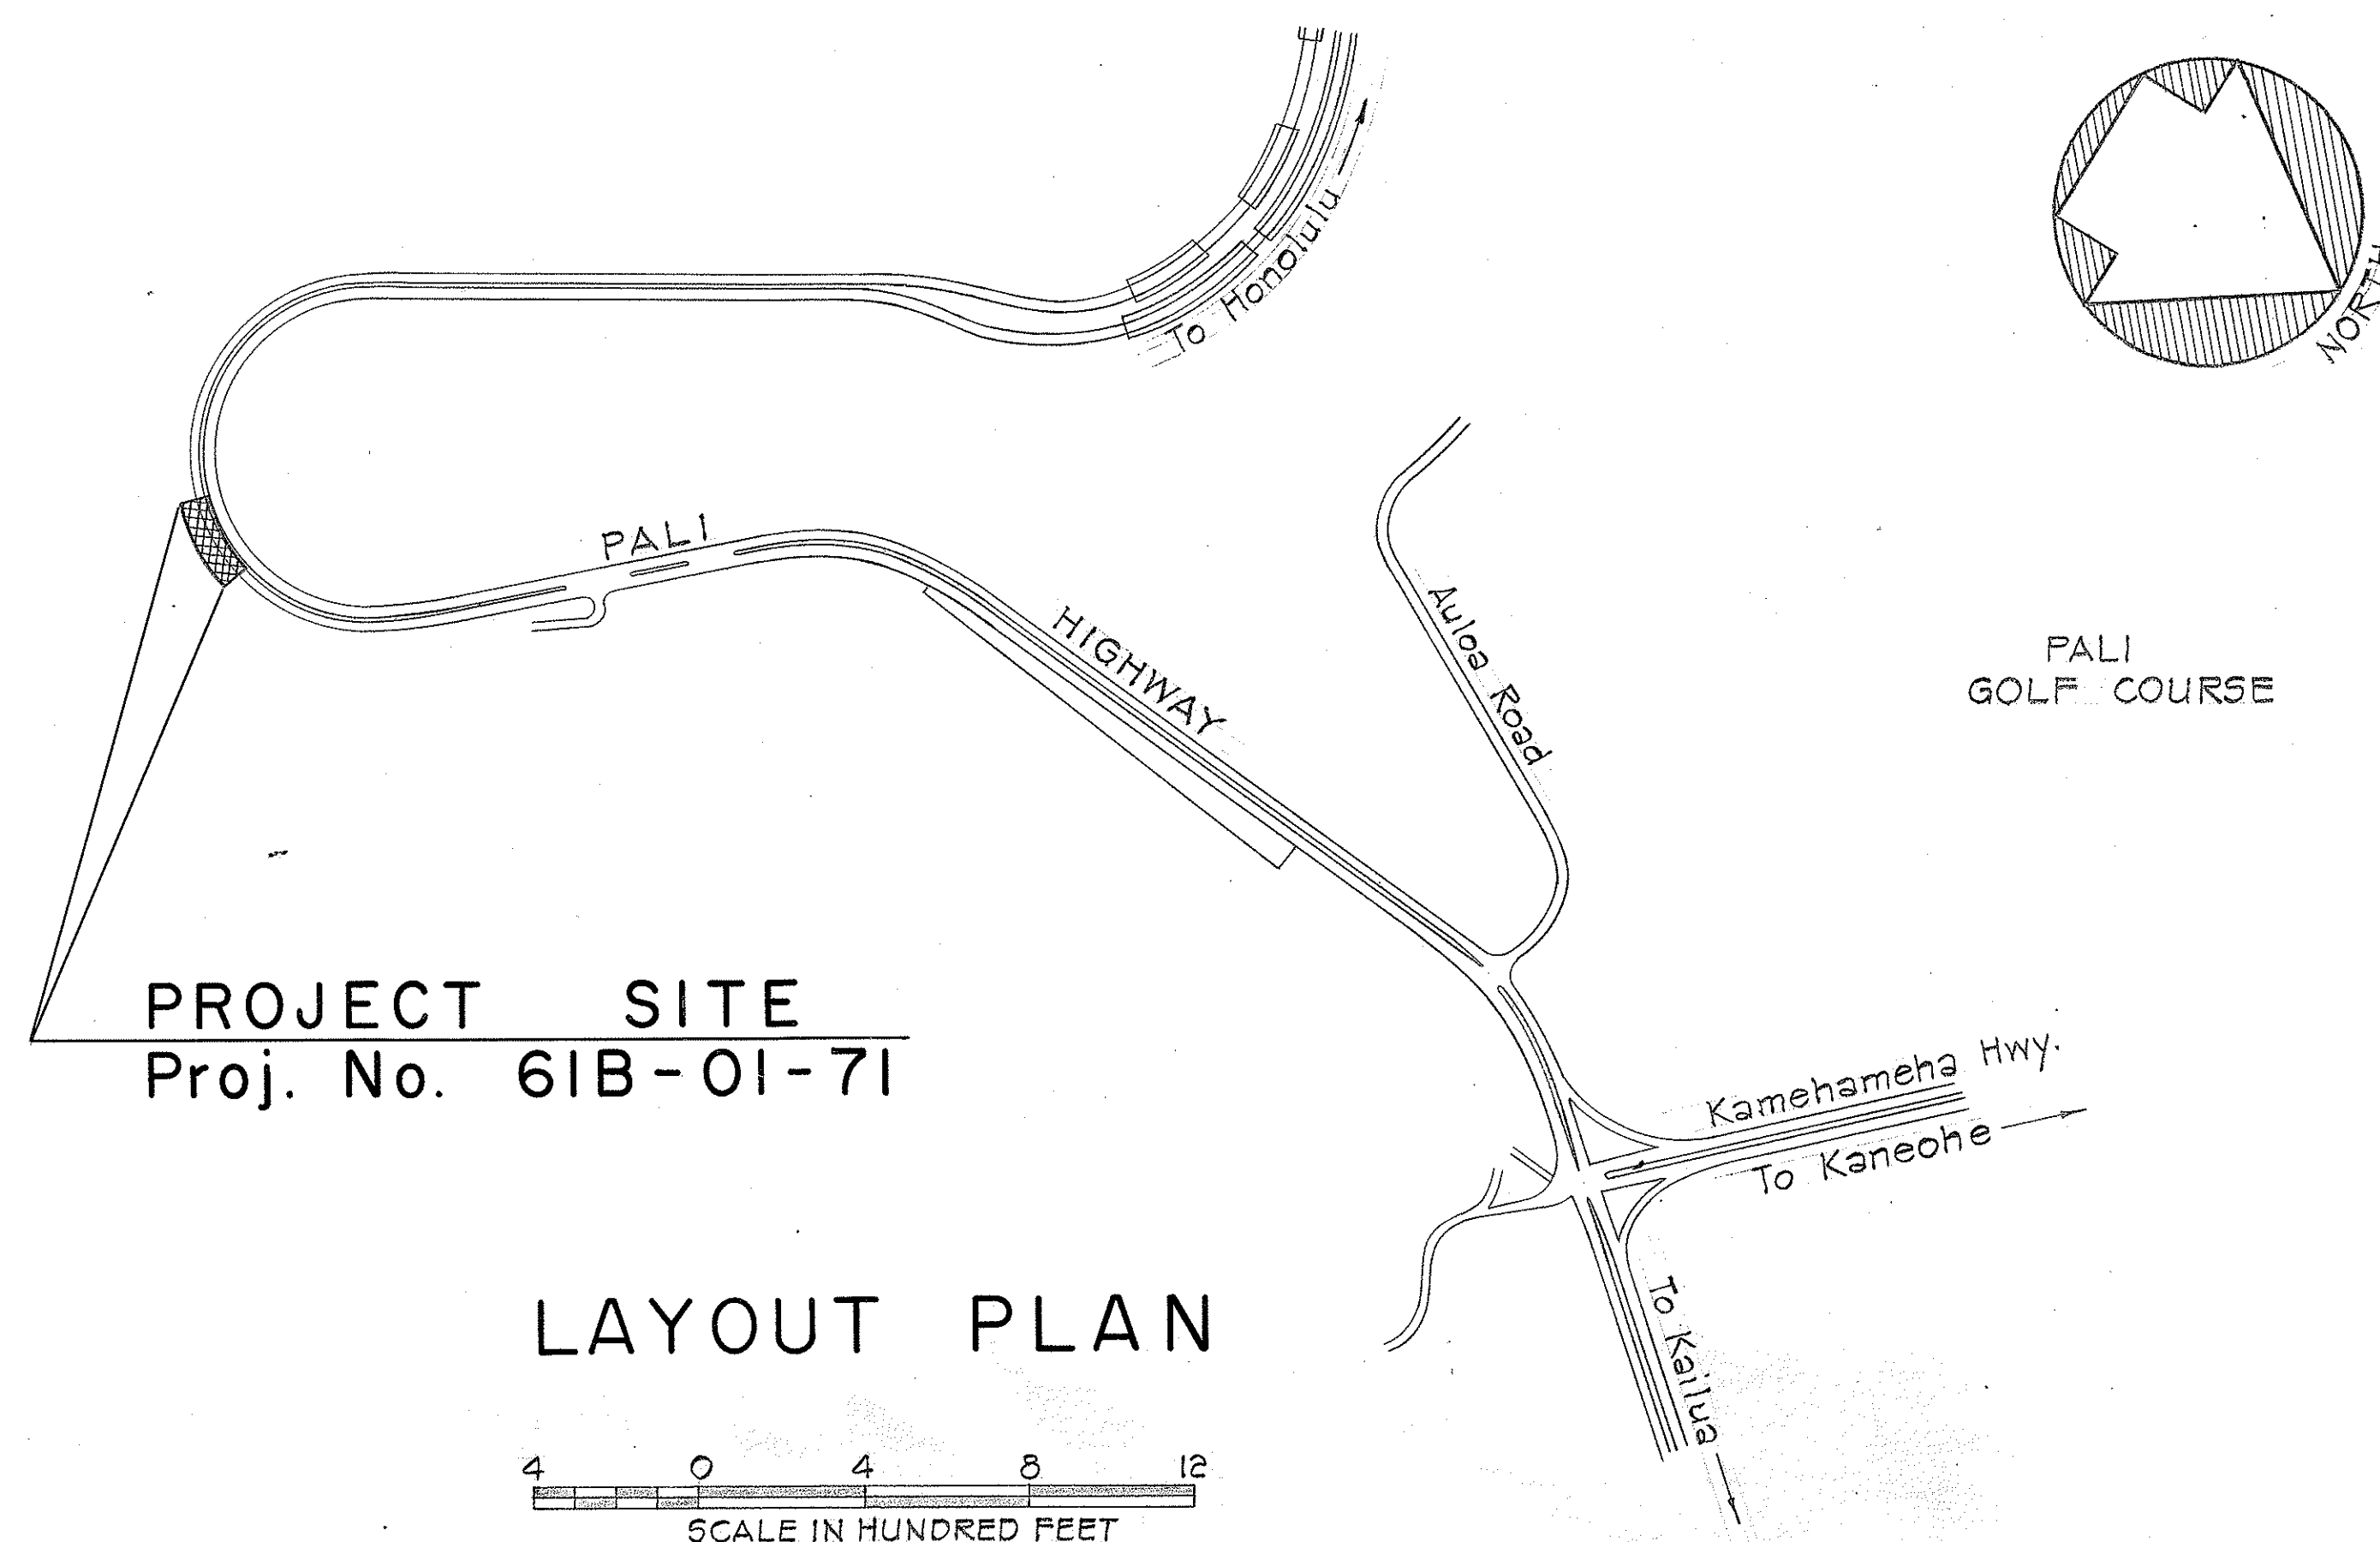 To Honolulu
NORTH
PALI
HIGHWAY
Auloa Road
PALI
GOLF COURSE
PROJECT SITE
Proj. No. 61B-01-71
Kamehameha Hwy.
To Kaneohe
To Kailua
LAYOUT PLAN
4 0 4 8 12
SCALE IN HUNDRED FEET